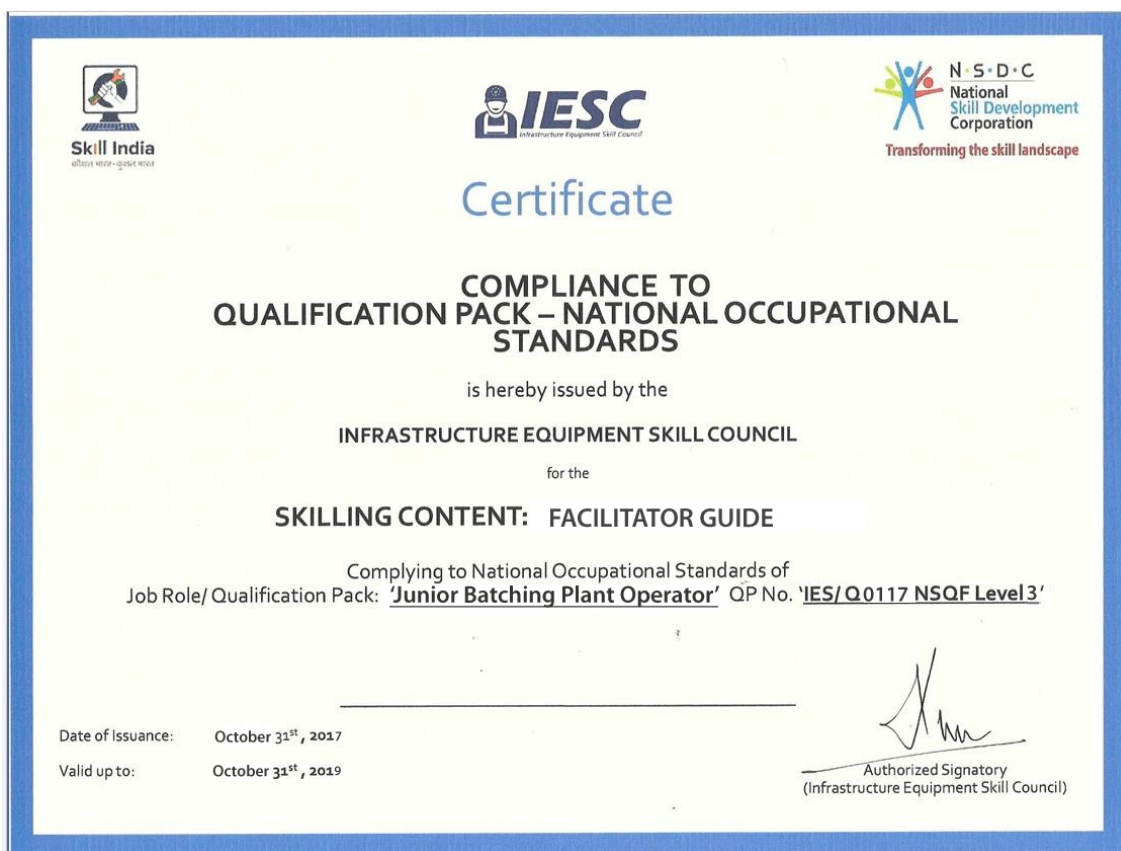 Skill India
कौशल भारत-कुशल भारत
IESC
Infrastructure Equipment Skill Council
N·S·D·C
National
Skill Development
Corporation
Transforming the skill landscape
Certificate
COMPLIANCE TO
QUALIFICATION PACK – NATIONAL OCCUPATIONAL
STANDARDS
is hereby issued by the
INFRASTRUCTURE EQUIPMENT SKILL COUNCIL
for the
SKILLING CONTENT: FACILITATOR GUIDE
Complying to National Occupational Standards of
Job Role/ Qualification Pack: 'Junior Batching Plant Operator' QP No. 'IES/Q0117 NSQF Level 3'
Date of Issuance: October 31st, 2017
Valid up to: October 31st, 2019
Authorized Signatory
(Infrastructure Equipment Skill Council)